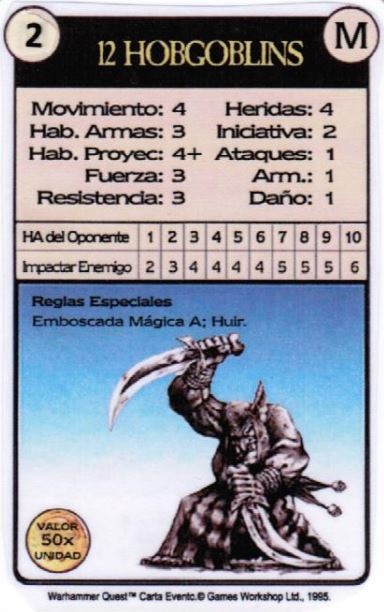 2
12 HOBGOBLINS
M
Movimiento: 4 Heridas: 4
Hab. Armas: 3 Iniciativa: 2
Hab. Proyec: 4+ Ataques: 1
Fuerza: 3 Arm.: 1
Resistencia: 3 Daño: 1
HA del Oponente 1 2 3 4 5 6 7 8 9 10
Impactar Enemigo 2 3 4 4 4 4 5 5 5 6
Reglas Especiales
Emboscada Mágica A; Huir.
VALOR
50x
UNIDAD
Warhammer Quest™ Carta Evento.© Games Workshop Ltd., 1995.